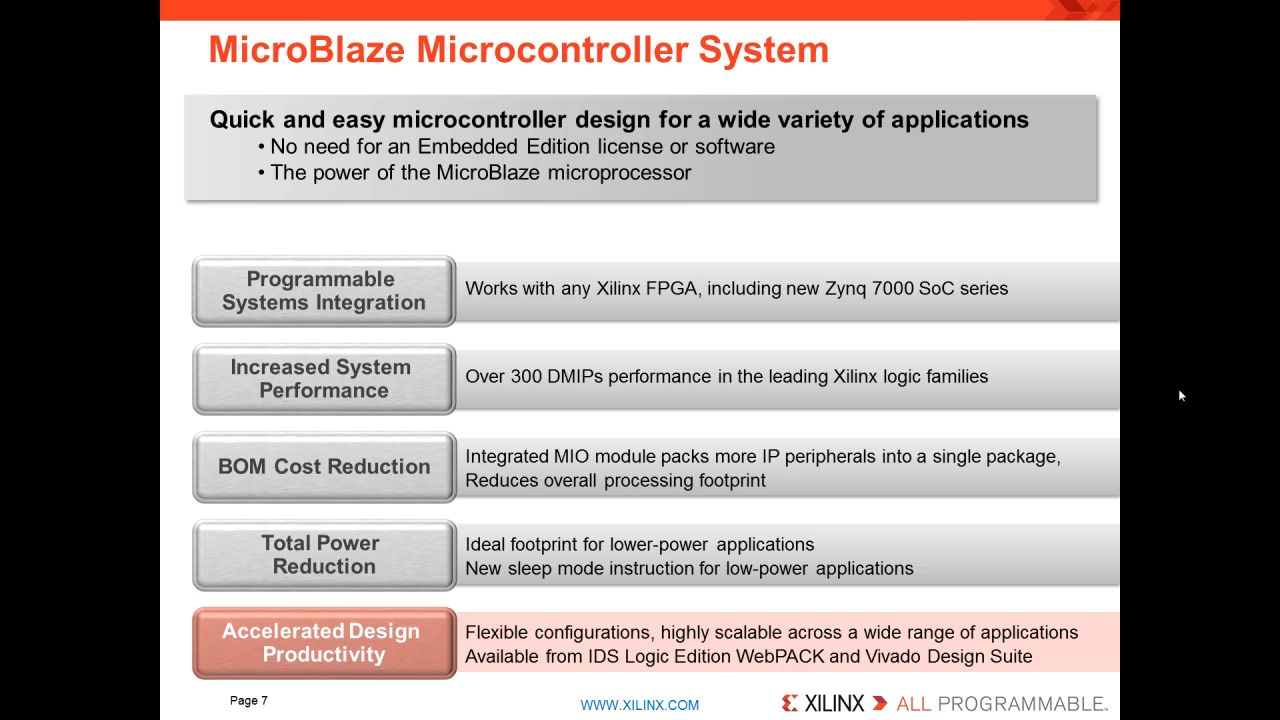 MicroBlaze Microcontroller System
Quick and easy microcontroller design for a wide variety of applications
• No need for an Embedded Edition license or software
• The power of the MicroBlaze microprocessor
Programmable
Systems Integration
Works with any Xilinx FPGA, including new Zynq 7000 SoC series
Increased System
Performance
Over 300 DMIPs performance in the leading Xilinx logic families
BOM Cost Reduction
Integrated MIO module packs more IP peripherals into a single package,
Reduces overall processing footprint
Total Power
Reduction
Ideal footprint for lower-power applications
New sleep mode instruction for low-power applications
Accelerated Design
Productivity
Flexible configurations, highly scalable across a wide range of applications
Available from IDS Logic Edition WebPACK and Vivado Design Suite
Page 7
WWW.XILINX.COM
XILINX ALL PROGRAMMABLE.